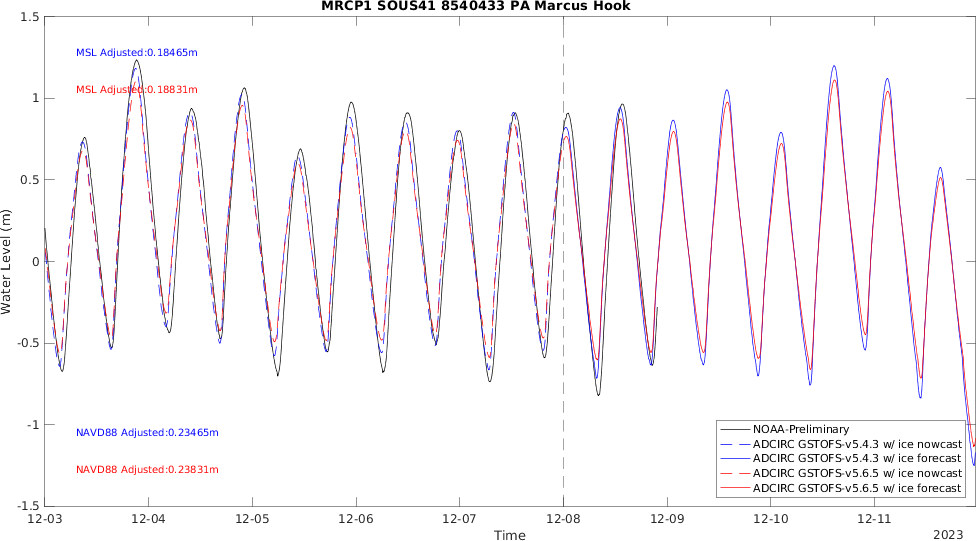 MRCP1 SOUS41 8540433 PA Marcus Hook
1.5
MSL Adjusted:0.18465m
1
MSL Adjusted:0.18831m
0.5
Water Level (m)
0
-0.5
-1
NAVD88 Adjusted:0.23465m
NAVD88 Adjusted:0.23831m
-1.5
NOAA-Preliminary
ADCIRC GSTOFS-v5.4.3 w/ ice nowcast
ADCIRC GSTOFS-v5.4.3 w/ ice forecast
ADCIRC GSTOFS-v5.6.5 w/ ice nowcast
ADCIRC GSTOFS-v5.6.5 w/ ice forecast
12-03 12-04 12-05 12-06 12-07 12-08 12-09 12-10 12-11
Time
2023